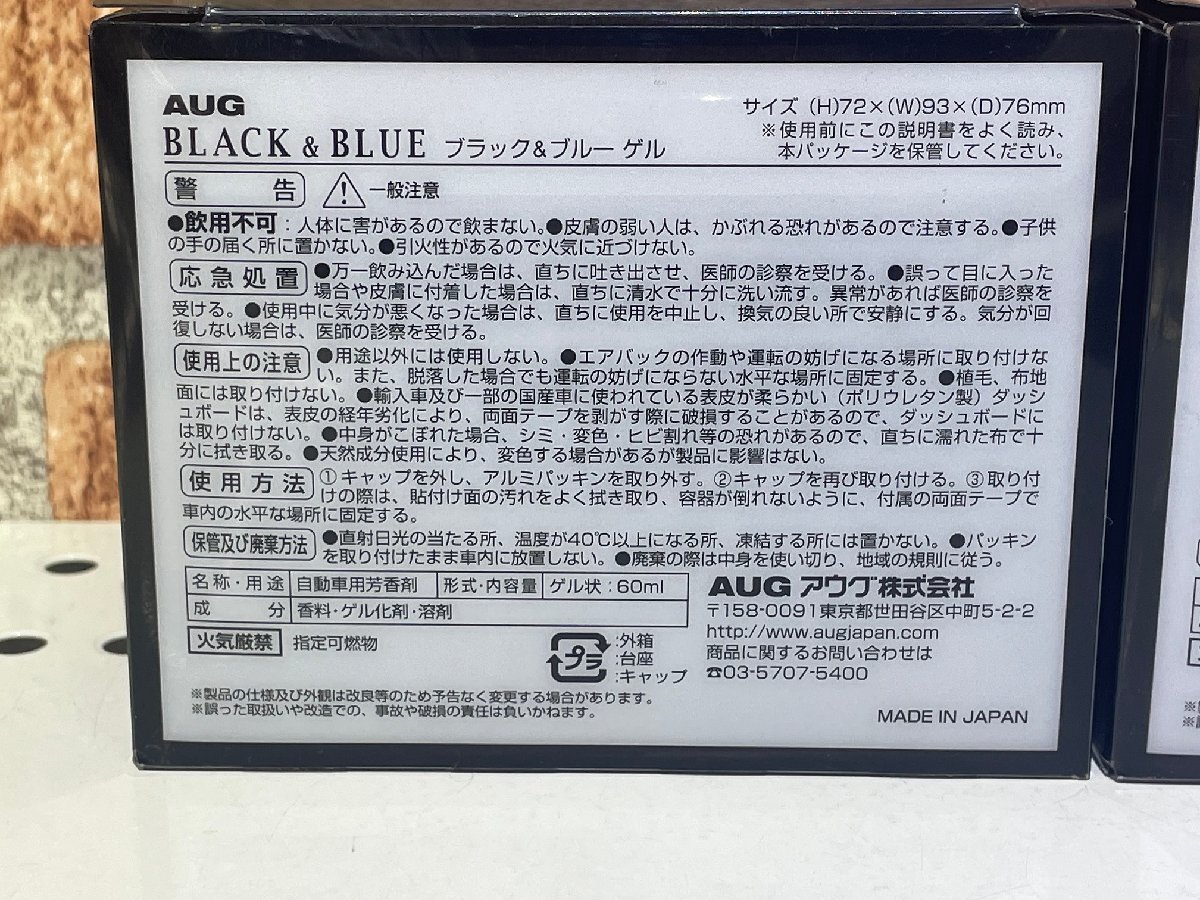 AUG
BLACK & BLUE ブラック&ブルー ゲル
サイズ (H)72×(W)93×(D)76mm
※使用前にこの説明書をよく読み、
本パッケージを保管してください。
警告 一般注意
●飲用不可：人体に害があるので飲まない。●皮膚の弱い人は、かぶれる恐れがあるので注意する。●子供
の手の届く所に置かない。●引火性があるので火気に近づけない。
応急処置 ●万一飲み込んだ場合は、直ちに吐き出させ、医師の診察を受ける。●誤って目に入った
場合や皮膚に付着した場合は、直ちに清水で十分に洗い流す。異常があれば医師の診察を
受ける。●使用中に気分が悪くなった場合は、直ちに使用を中止し、換気の良い所で安静にする。気分が回
復しない場合は、医師の診察を受ける。
使用上の注意 ●用途以外には使用しない。●エアバックの作動や運転の妨げになる場所に取り付けな
い。また、脱落した場合でも運転の妨げにならない水平な場所に固定する。●植毛、布地
面には取り付けない。●輸入車及び一部の国産車に使われている表皮が柔らかい（ポリウレタン製）ダッシ
ュボードは、表皮の経年劣化により、両面テープを剥がす際に破損することがあるので、ダッシュボードに
は取り付けない。●中身がこぼれた場合、シミ・変色・ヒビ割れ等の恐れがあるので、直ちに濡れた布で十
分に拭き取る。●天然成分使用により、変色する場合があるが製品に影響はない。
使用方法 ①キャップを外し、アルミパッキンを取り外す。②キャップを再び取り付ける。③取り付
けの際は、貼付け面の汚れをよく拭き取り、容器が倒れないように、付属の両面テープで
車内の水平な場所に固定する。
保管及び廃棄方法 ●直射日光の当たる所、温度が40℃以上になる所、凍結する所には置かない。●パッキン
を取り付けたまま車内に放置しない。●廃棄の際は中身を使い切り、地域の規則に従う。
名称・用途 自動車用芳香剤 形式・内容量 ゲル状：60ml
成分 香料・ゲル化剤・溶剤
火気厳禁 指定可燃物
プラ :外箱
:台座
:キャップ
AUG アウグ株式会社
〒158-0091東京都世田谷区中町5-2-2
http://www.augjapan.com
商品に関するお問い合わせは
☎03-5707-5400
※製品の仕様及び外観は改良等のため予告なく変更する場合があります。
※誤った取扱いや改造での、事故や破損の責任は負いかねます。
MADE IN JAPAN